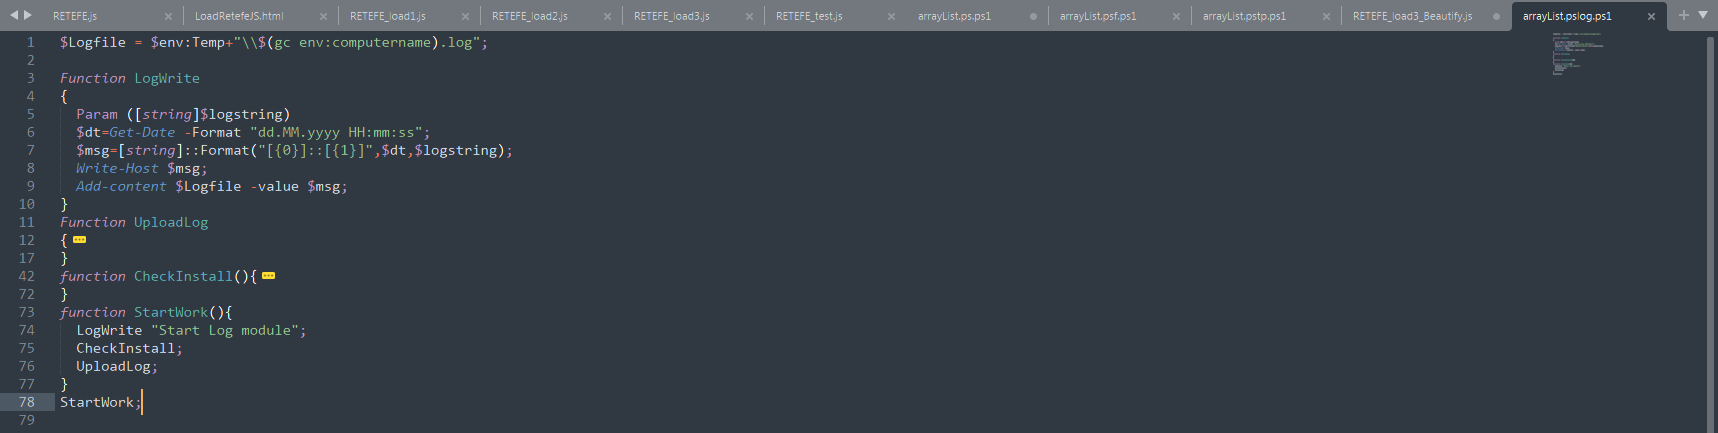 RETEFE.js LoadRetefeJS.html RETEFE_load1.js RETEFE_load2.js RETEFE_load3.js RETEFE_test.js arrayList.ps.ps1 arrayList.psf.ps1 arrayList.pstp.ps1 RETEFE_load3_Beautify.js arrayList.pslog.ps1
1 $Logfile = $env:Temp+"\\$(gc env:computername).log";
2
3 Function LogWrite
4 {
5 Param ([string]$logstring)
6 $dt=Get-Date -Format "dd.MM.yyyy HH:mm:ss";
7 $msg=[string]::Format("[{0}]::[{1}]",$dt,$logstring);
8 Write-Host $msg;
9 Add-content $Logfile -value $msg;
10 }
11 Function UploadLog
12 {
17 }
42 function CheckInstall(){
72 }
73 function StartWork(){
74 LogWrite "Start Log module";
75 CheckInstall;
76 UploadLog;
77 }
78 StartWork;
79